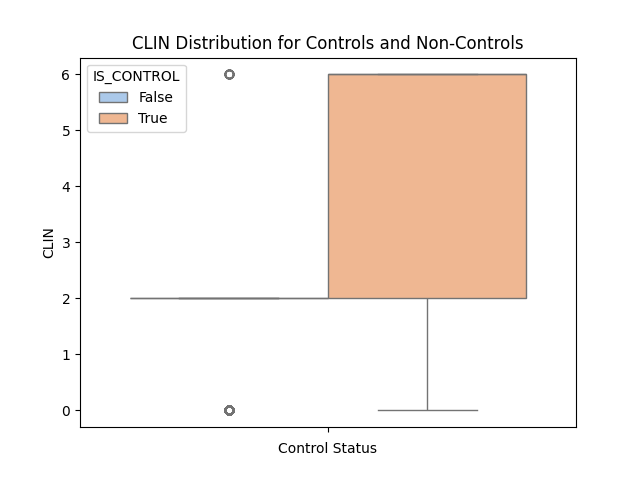 CLIN Distribution for Controls and Non-Controls
IS_CONTROL
False
True
6
5
4
3
2
1
0
CLIN
Control Status